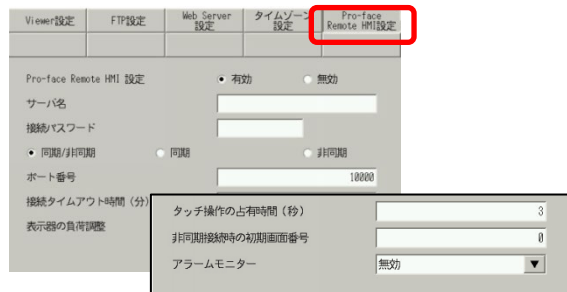 Viewer設定
FTP設定
Web Server
設定
タイムゾーン
設定
Pro-face
Remote HMI設定
Pro-face Remote HMI 設定
有効
無効
サーバ名
接続パスワード
同期/非同期
同期
非同期
ポート番号
10000
接続タイムアウト時間 (分)
表示器の負荷調整
タッチ操作の占有時間 (秒)
3
非同期接続時の初期画面番号
0
アラームモニター
無効